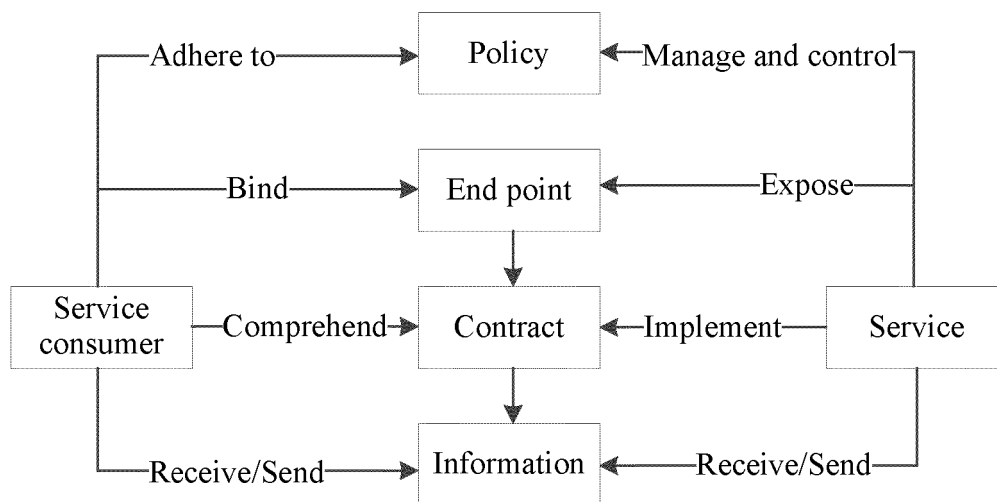 Adhere to
Policy
Manage and control
Bind
End point
Expose
Service
consumer
Comprehend
Contract
Implement
Service
Receive/Send
Information
Receive/Send